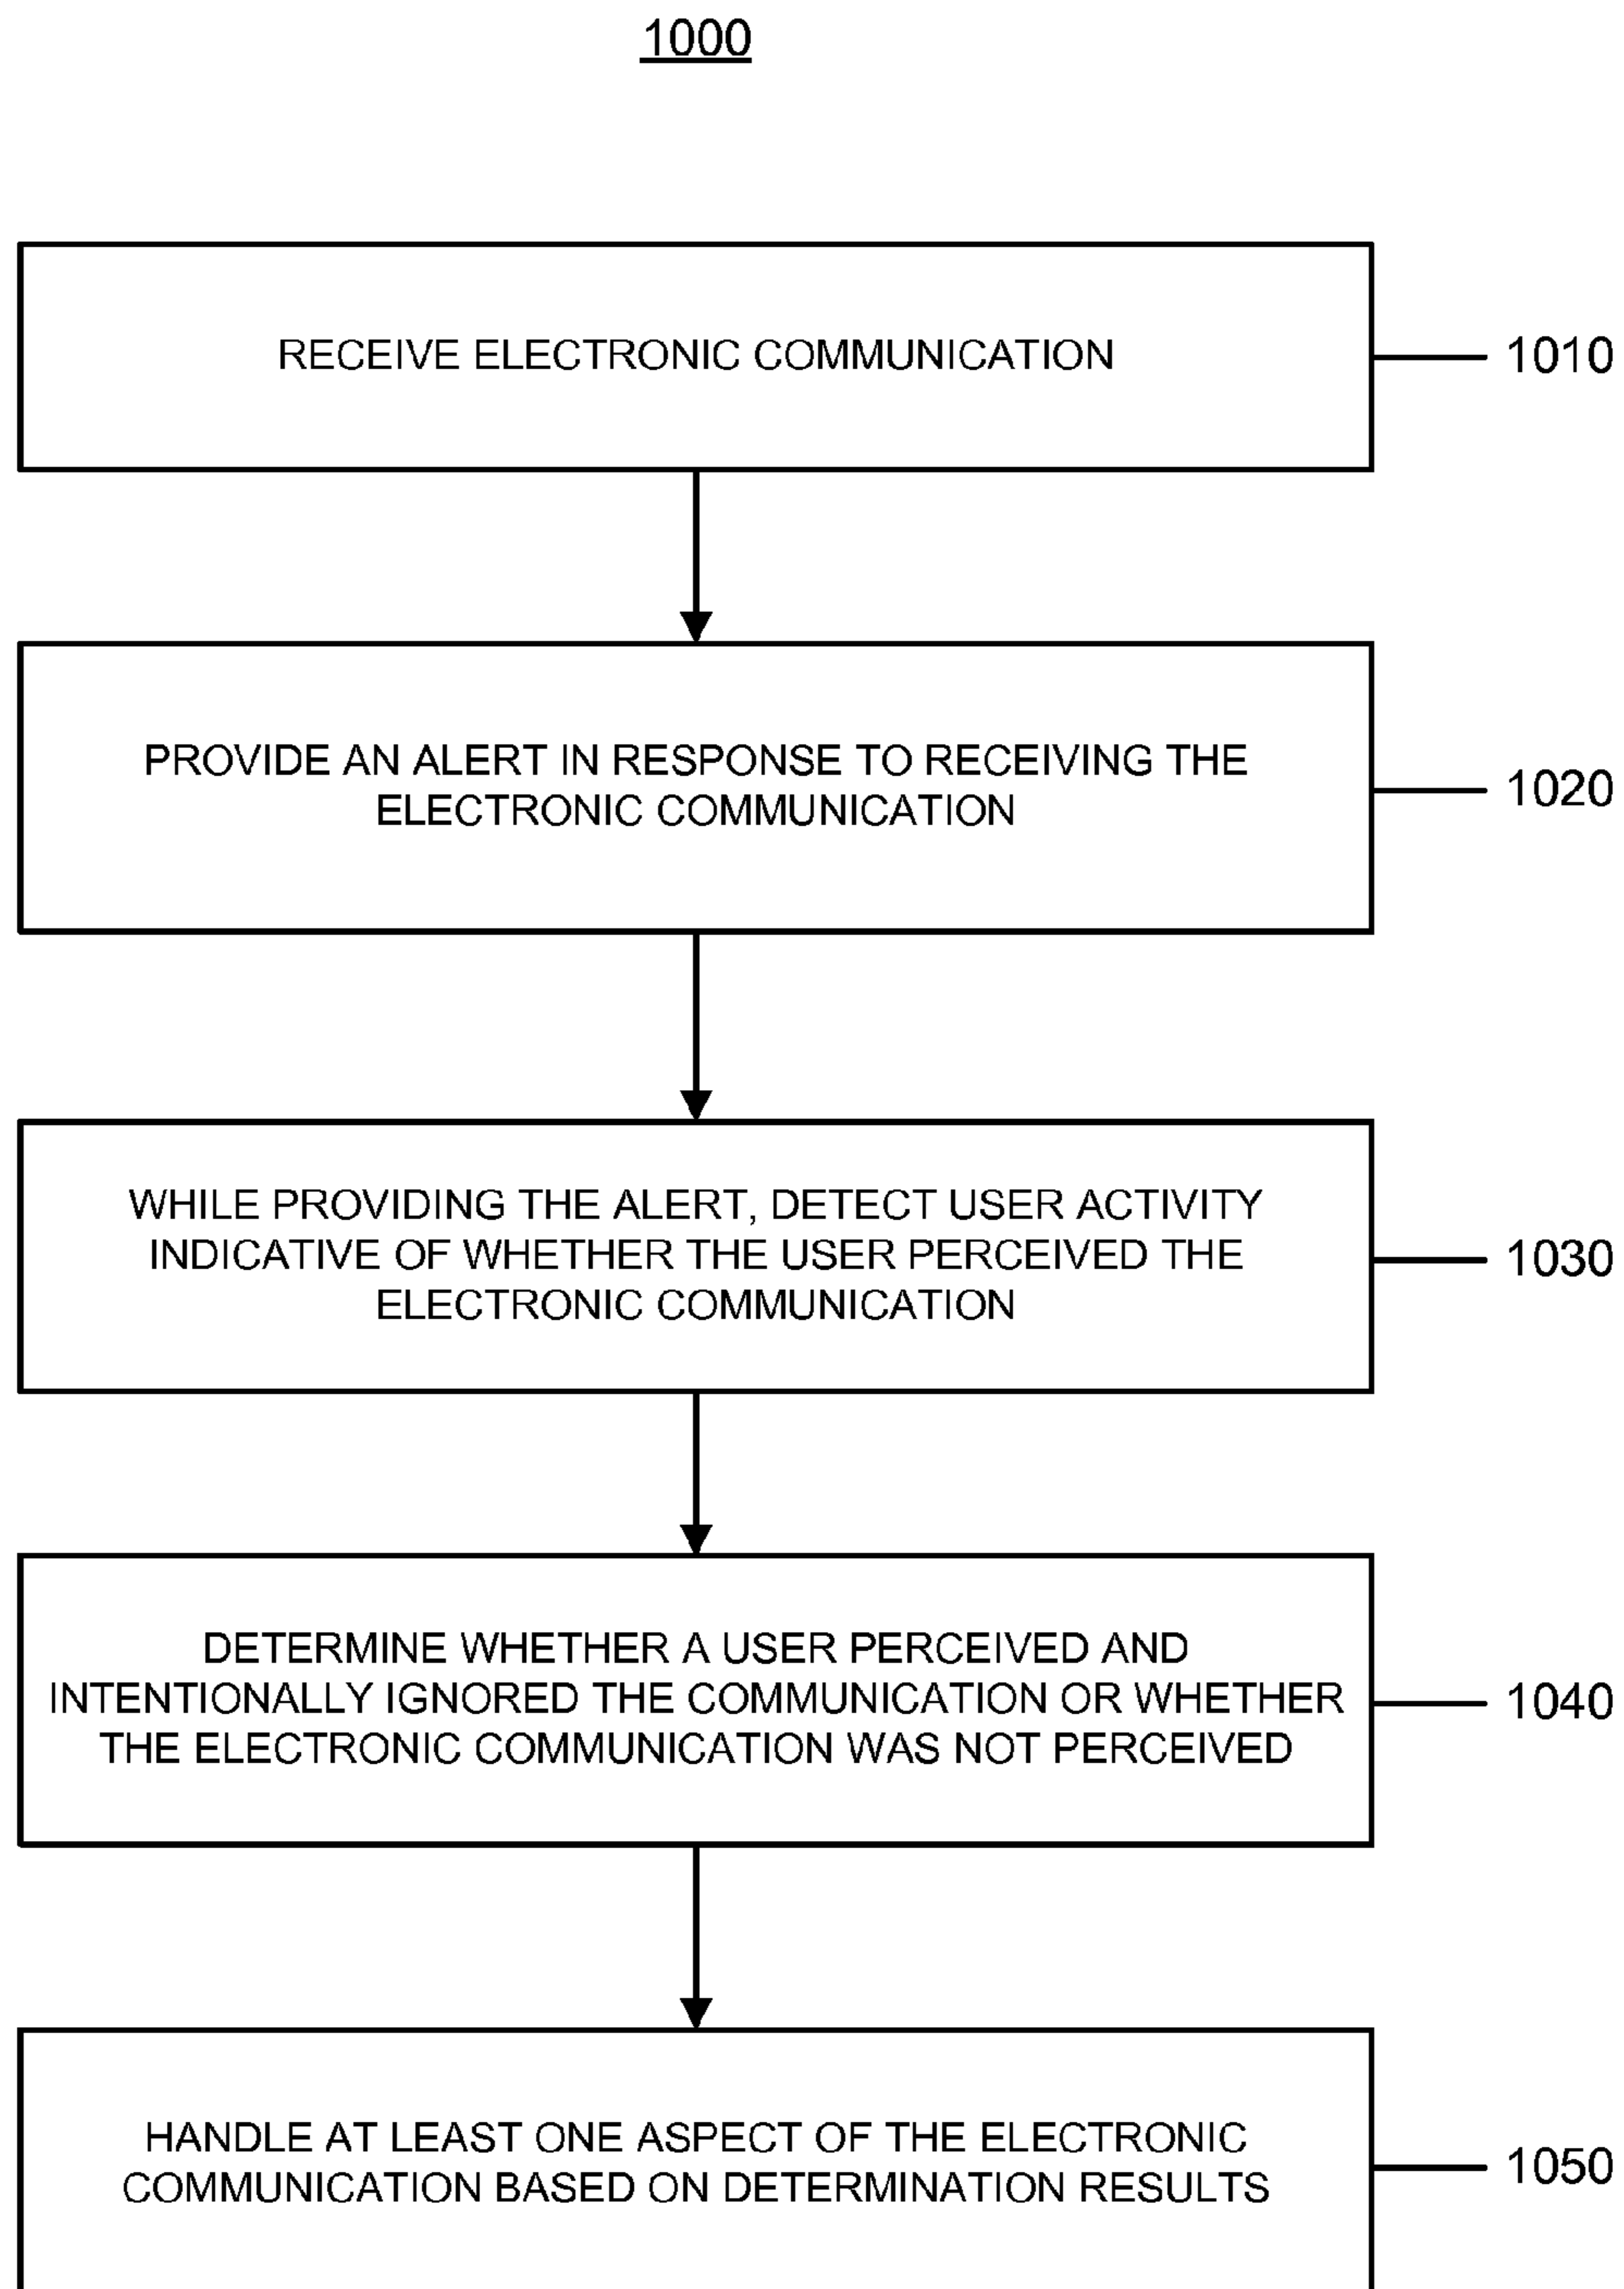 1000
RECEIVE ELECTRONIC COMMUNICATION
1010
PROVIDE AN ALERT IN RESPONSE TO RECEIVING THE
ELECTRONIC COMMUNICATION
1020
WHILE PROVIDING THE ALERT, DETECT USER ACTIVITY
INDICATIVE OF WHETHER THE USER PERCEIVED THE
ELECTRONIC COMMUNICATION
1030
DETERMINE WHETHER A USER PERCEIVED AND
INTENTIONALLY IGNORED THE COMMUNICATION OR WHETHER
THE ELECTRONIC COMMUNICATION WAS NOT PERCEIVED
1040
HANDLE AT LEAST ONE ASPECT OF THE ELECTRONIC
COMMUNICATION BASED ON DETERMINATION RESULTS
1050